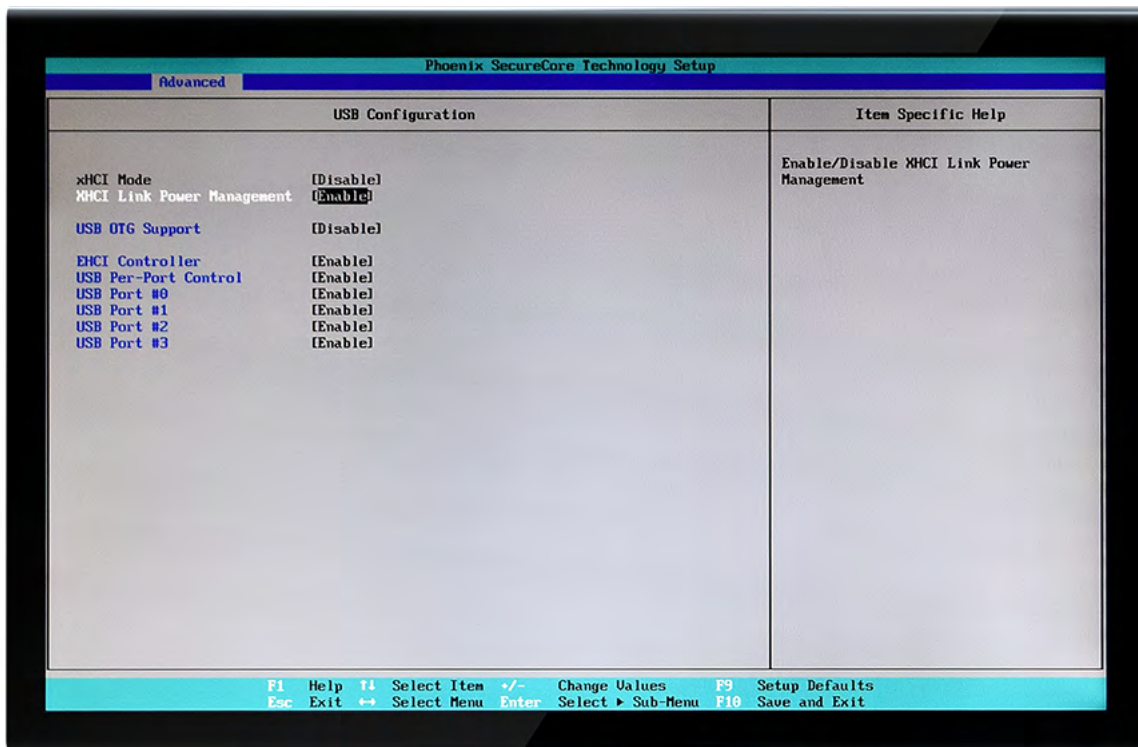 Phoenix SecureCore Technology Setup
Advanced
USB Configuration
Item Specific Help
xHCI Mode [Disable]
XHCI Link Power Management [Enable]
USB OTG Support [Disable]
EHCI Controller [Enable]
USB Per-Port Control [Enable]
USB Port #0 [Enable]
USB Port #1 [Enable]
USB Port #2 [Enable]
USB Port #3 [Enable]
Enable/Disable XHCI Link Power
Management
F1 Help ↑↓ Select Item +/- Change Values F9 Setup Defaults
Esc Exit ↔ Select Menu Enter Select ▶ Sub-Menu F10 Save and Exit